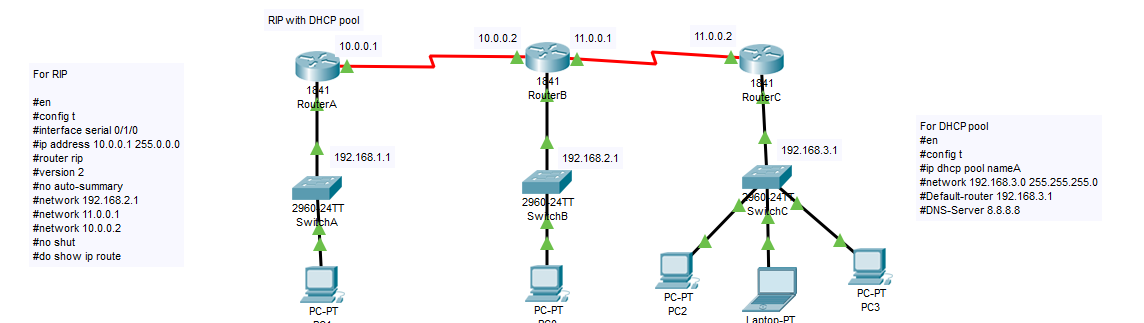 RIP with DHCP pool
10.0.0.1
10.0.0.2
11.0.0.1
11.0.0.2
1841
RouterA
1841
RouterB
1841
RouterC
For RIP
#en
#config t
#interface serial 0/1/0
#ip address 10.0.0.1 255.0.0.0
#router rip
#version 2
#no auto-summary
#network 192.168.2.1
#network 11.0.0.1
#network 10.0.0.2
#no shut
#do show ip route
192.168.1.1
192.168.2.1
192.168.3.1
2960-24TT
SwitchA
2960-24TT
SwitchB
2960-24TT
SwitchC
For DHCP pool
#en
#config t
#ip dhcp pool nameA
#network 192.168.3.0 255.255.255.0
#Default-router 192.168.3.1
#DNS-Server 8.8.8.8
PC-PT
PC-PT
PC-PT
PC2
Laptop-PT
PC-PT
PC3